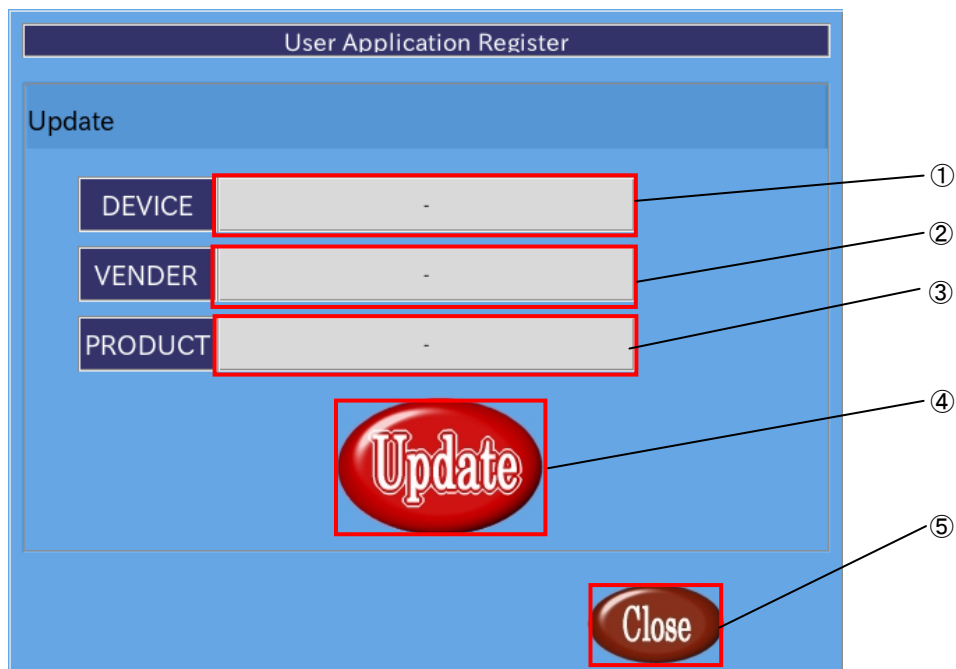 User Application Register
Update
DEVICE - ①
VENDER - ②
PRODUCT - ③
Update ④
Close ⑤